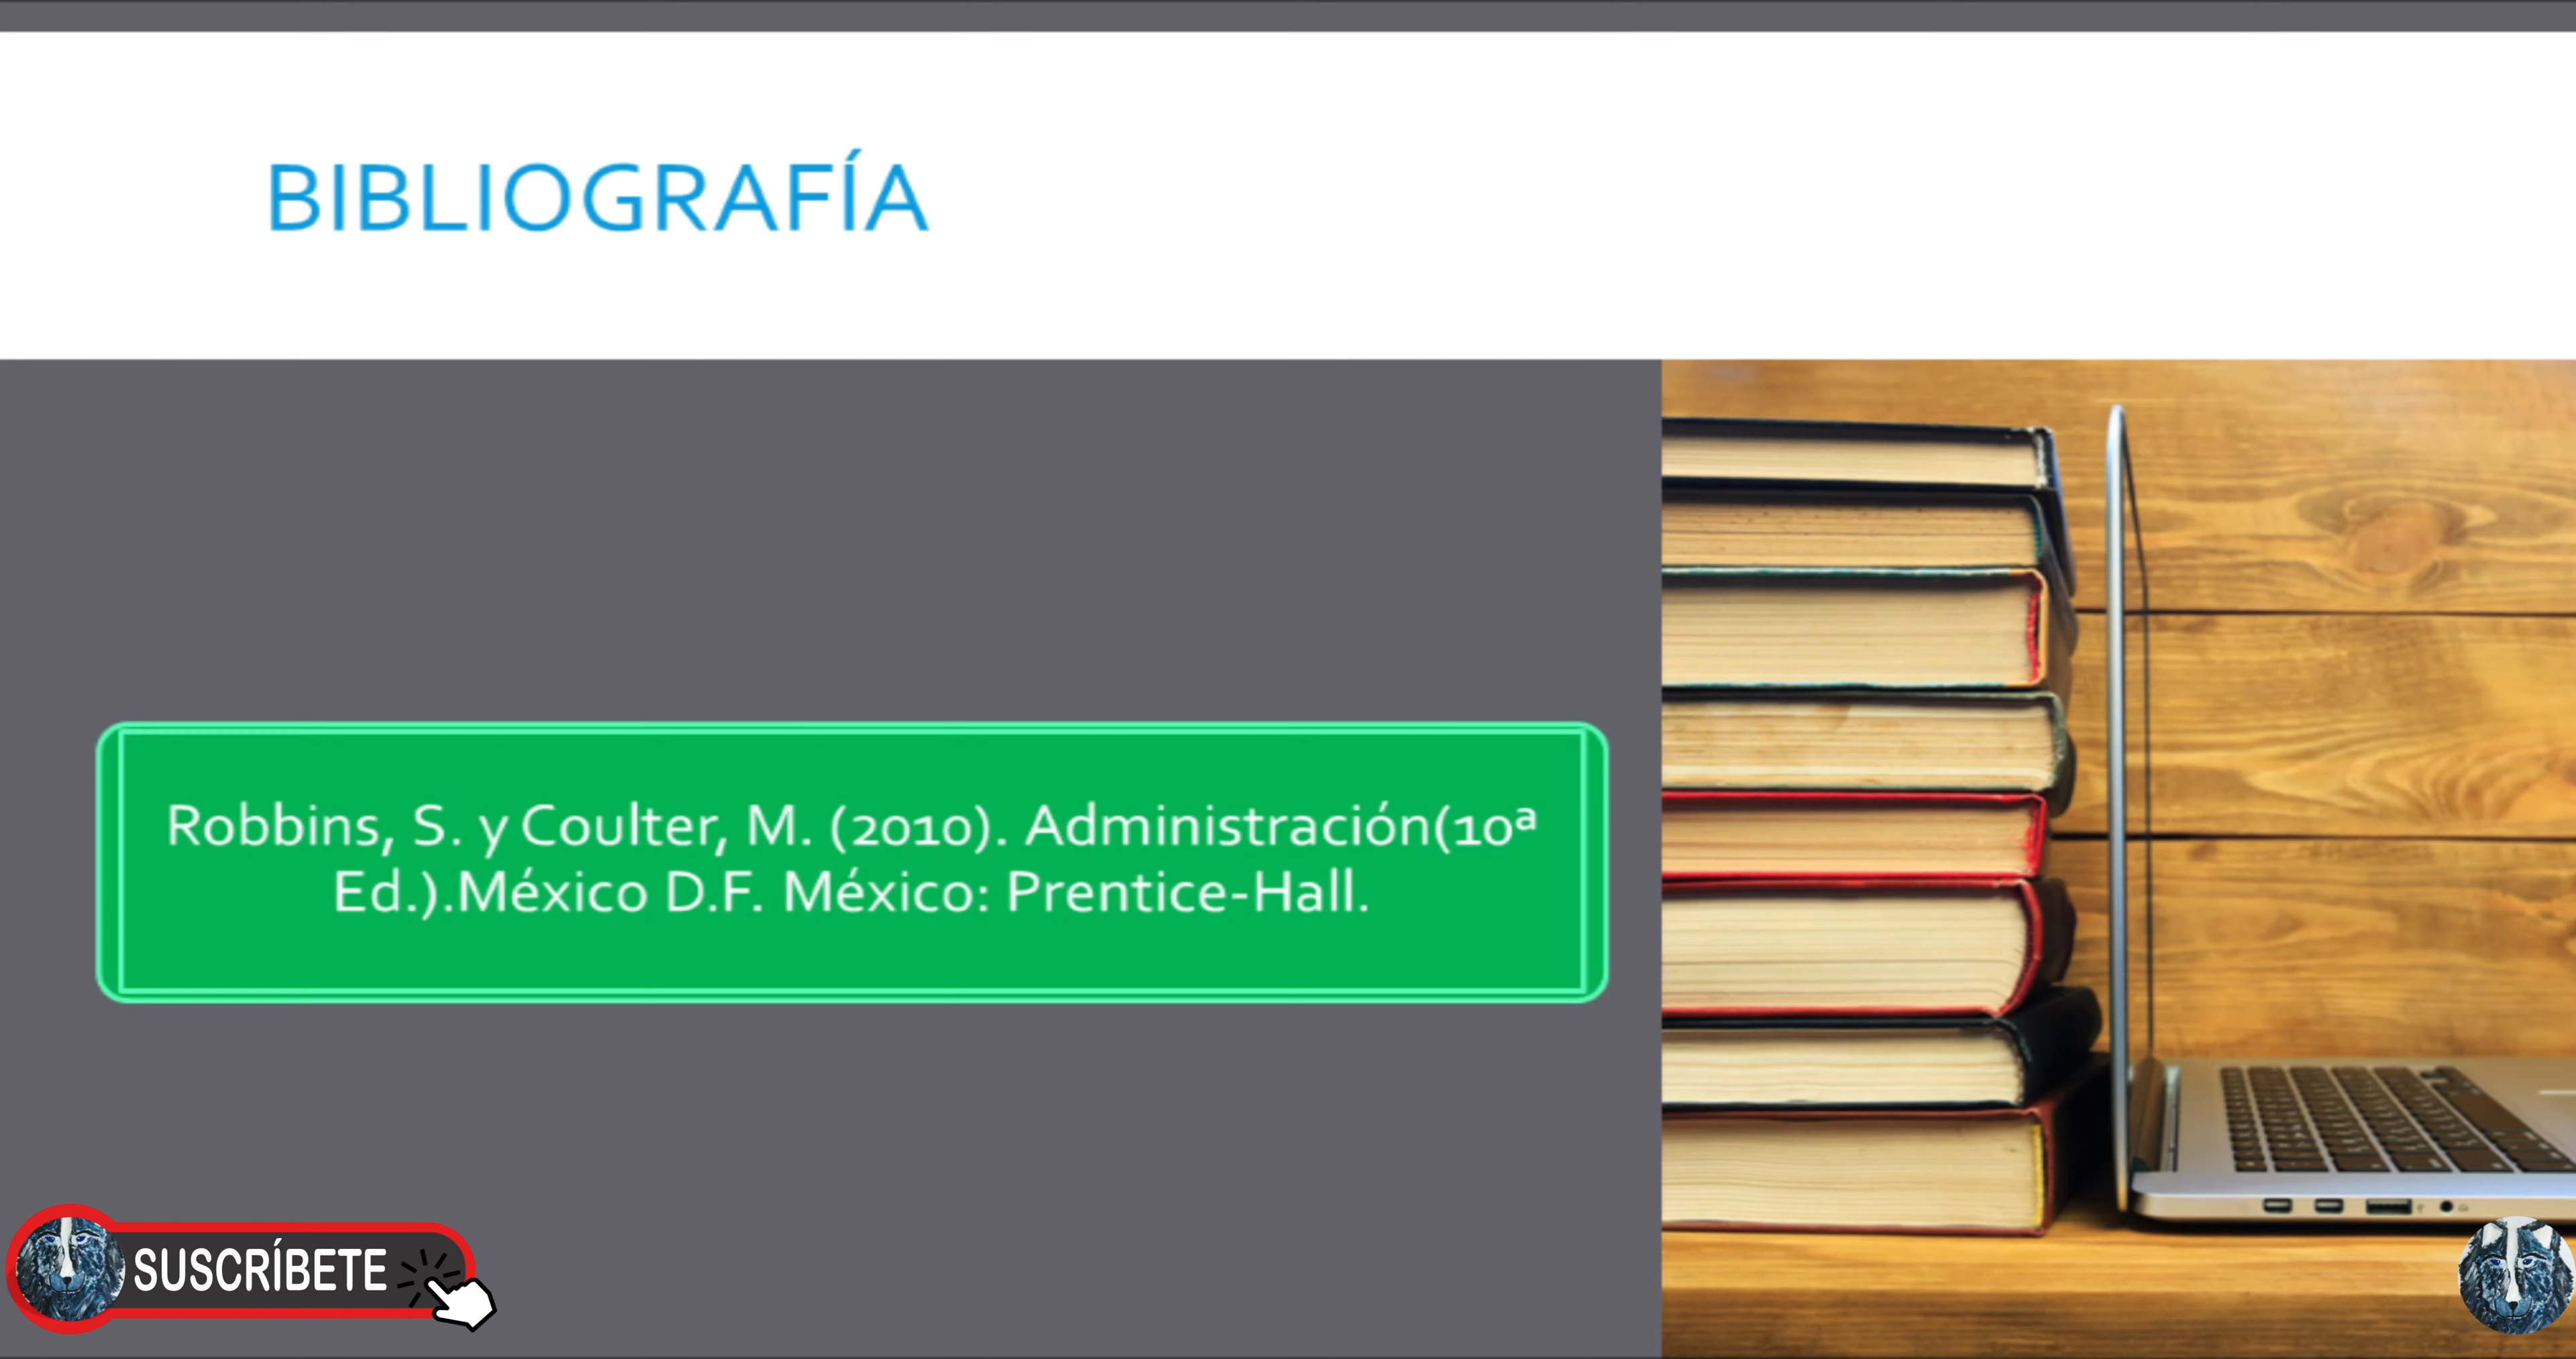 BIBLIOGRAFÍA
Robbins, S. y Coulter, M. (2010). Administración(10ª
Ed.).México D.F. México: Prentice-Hall.
SUSCRÍBETE